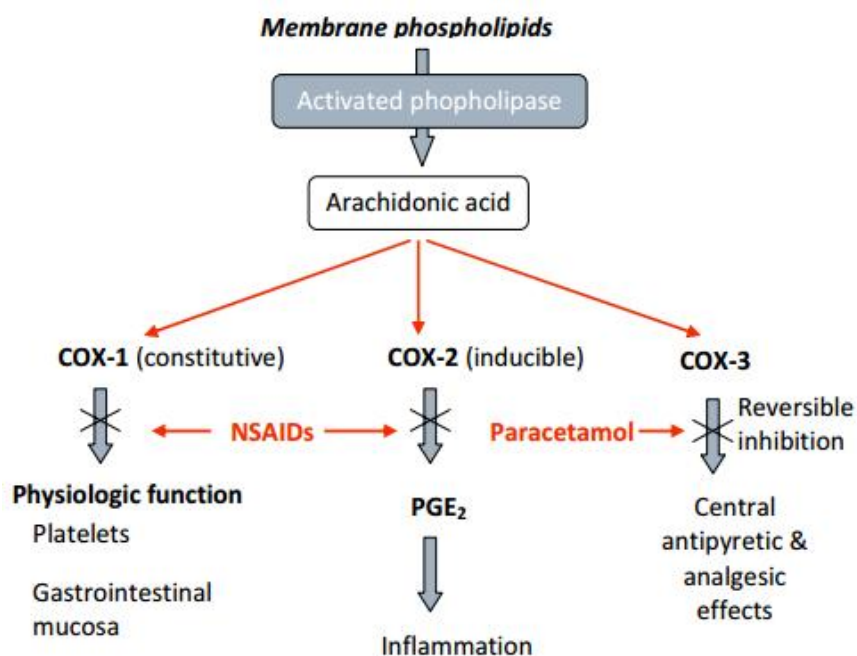 Membrane phospholipids
Activated phopholipase
Arachidonic acid
COX-1 (constitutive)
COX-2 (inducible)
COX-3
NSAIDs
Paracetamol
Reversible
inhibition
Physiologic function
Platelets
Gastrointestinal
mucosa
PGE₂
Inflammation
Central
antipyretic &
analgesic
effects